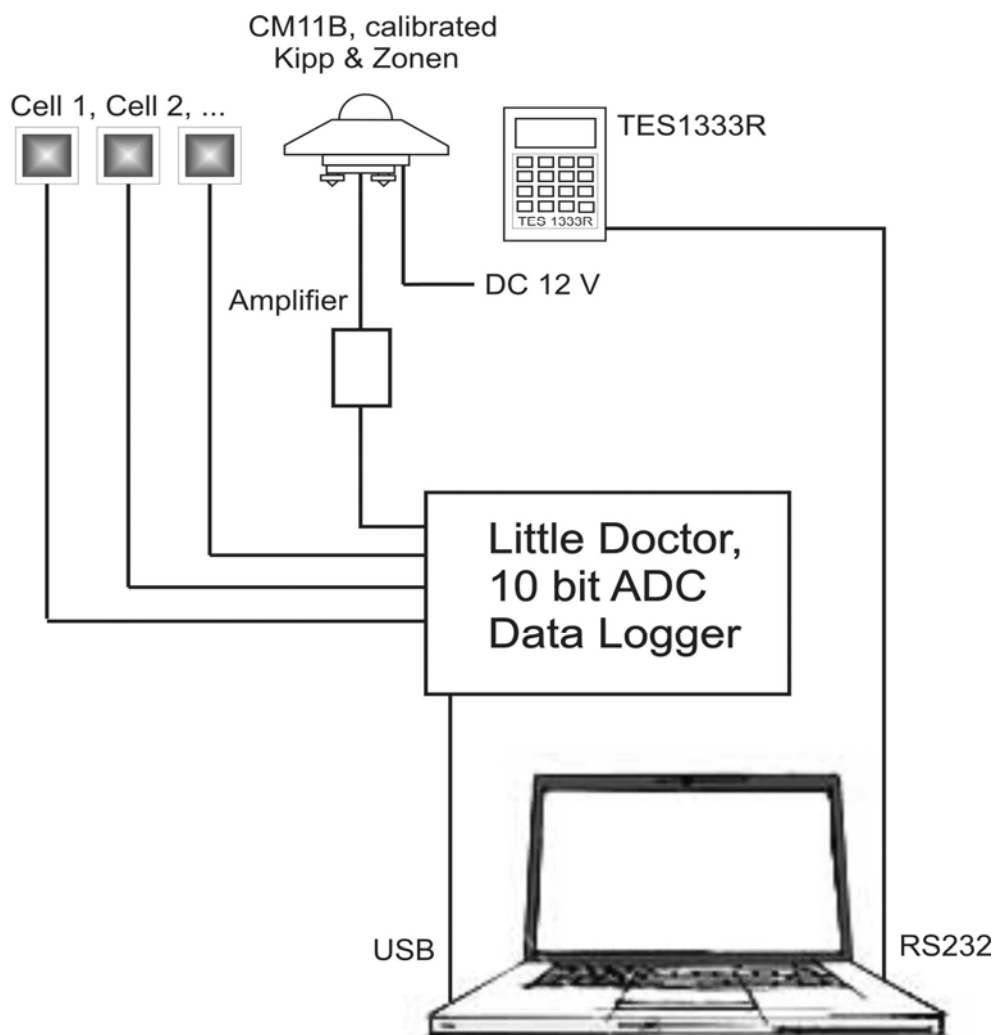 CM11B, calibrated
Kipp & Zonen
Cell 1, Cell 2, ...
TES1333R
TES 1333R
DC 12 V
Amplifier
Little Doctor,
10 bit ADC
Data Logger
USB
RS232